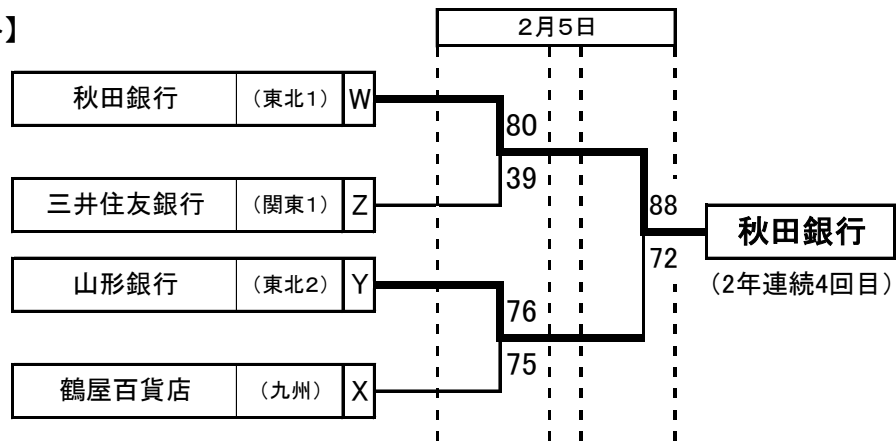 】
2月5日
秋田銀行 (東北1) W
80
39
三井住友銀行 (関東1) Z
88
秋田銀行
72
(2年連続4回目)
山形銀行 (東北2) Y
76
75
鶴屋百貨店 (九州) X